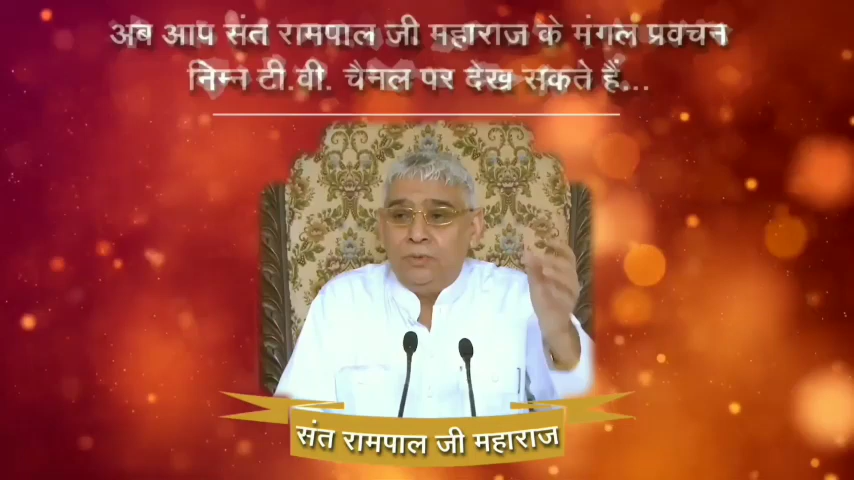 अब आप संत रामपाल जी महाराज के मंगल प्रवचन
निम्न टी.वी. चैनल पर देख सकते हैं...
संत रामपाल जी महाराज